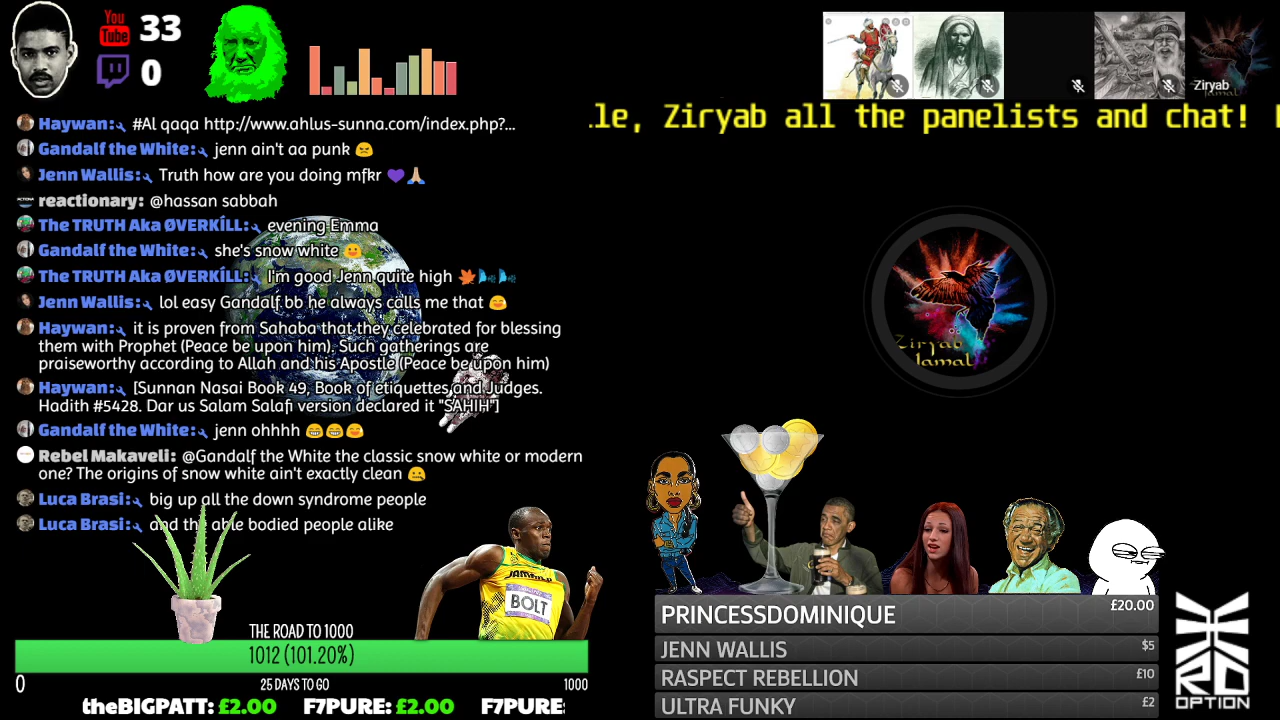 You
Tube
33
0
Ziryab
Jamal
.le, Ziryab all the panelists and chat!
Haywan: #Al qaqa http://www.ahlus-sunna.com/index.php?...
Gandalf the White: jenn ain't aa punk 😠
Jenn Wallis: Truth how are you doing mfkr 💜🙏🏼
reactionary: @hassan sabbah
The TRUTH Aka ØVERKÍLL: evening Emma
Gandalf the White: she's snow white 😛
The TRUTH Aka ØVERKÍLL: I'm good Jenn quite high 🍁🌬️🌬️
Jenn Wallis: lol easy Gandalf bb he always calls me that 😄
Haywan: it is proven from Sahaba that they celebrated for blessing
them with Prophet (Peace be upon him), Such gatherings are
praiseworthy according to Allah and his Apostle (Peace be upon him)
Haywan: [Sunnan Nasai Book 49. Book of etiquettes and Judges.
Hadith #5428. Dar us Salam Salafi version declared it "SAHIH"]
Gandalf the White: jenn ohhhh 😂😂😊
Rebel Makaveli: @Gandalf the White the classic snow white or modern
one? The origins of snow white ain't exactly clean 🤐
Luca Brasi: big up all the down syndrome people
Luca Brasi: and the able bodied people alike
Ziryab
Jamal
JAMAICA
BOLT
THE ROAD TO 1000
1012 (101.20%)
0
25 DAYS TO GO
1000
theBIGPATT: £2.00 F7PURE: £2.00 F7PURE:
PRINCESSDOMINIQUE £20.00
JENN WALLIS $5
RASPECT REBELLION £10
ULTRA FUNKY £2
OPTION